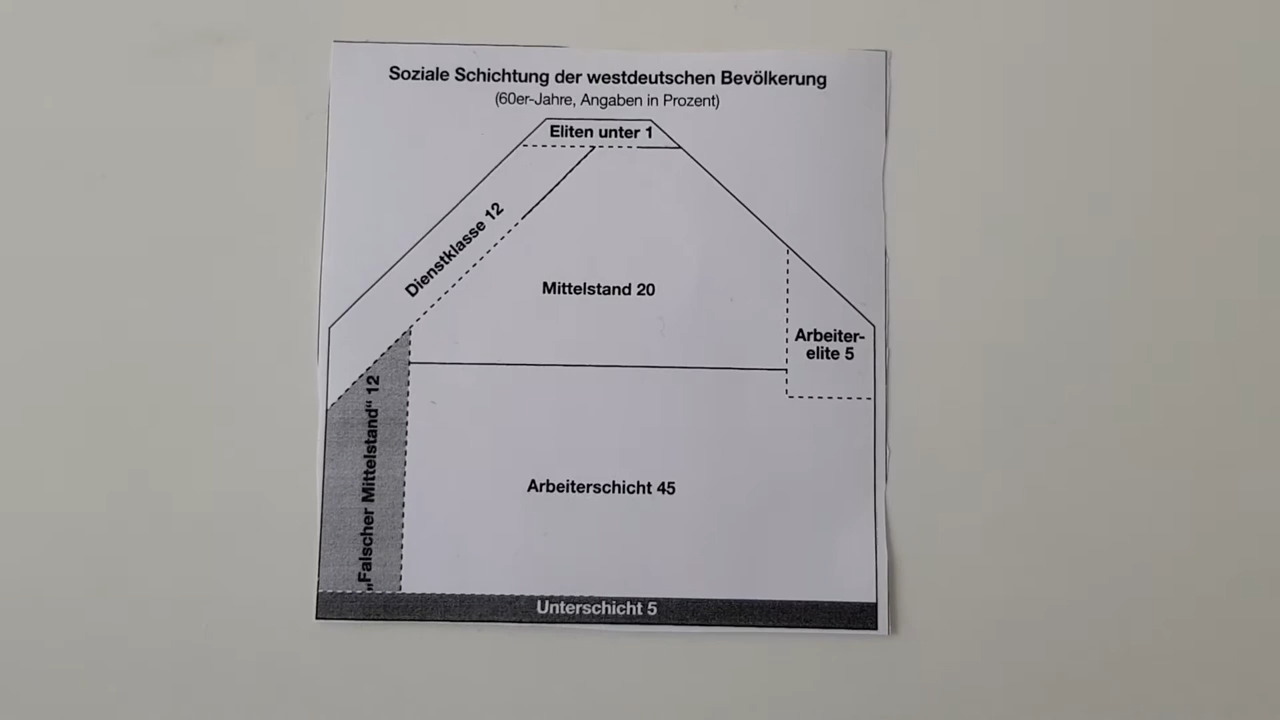 Soziale Schichtung der westdeutschen Bevölkerung
(60er-Jahre, Angaben in Prozent)
Eliten unter 1
Dienstklasse 12
Mittelstand 20
Arbeiter-
elite 5
„Falscher Mittelstand“ 12
Arbeiterschicht 45
Unterschicht 5